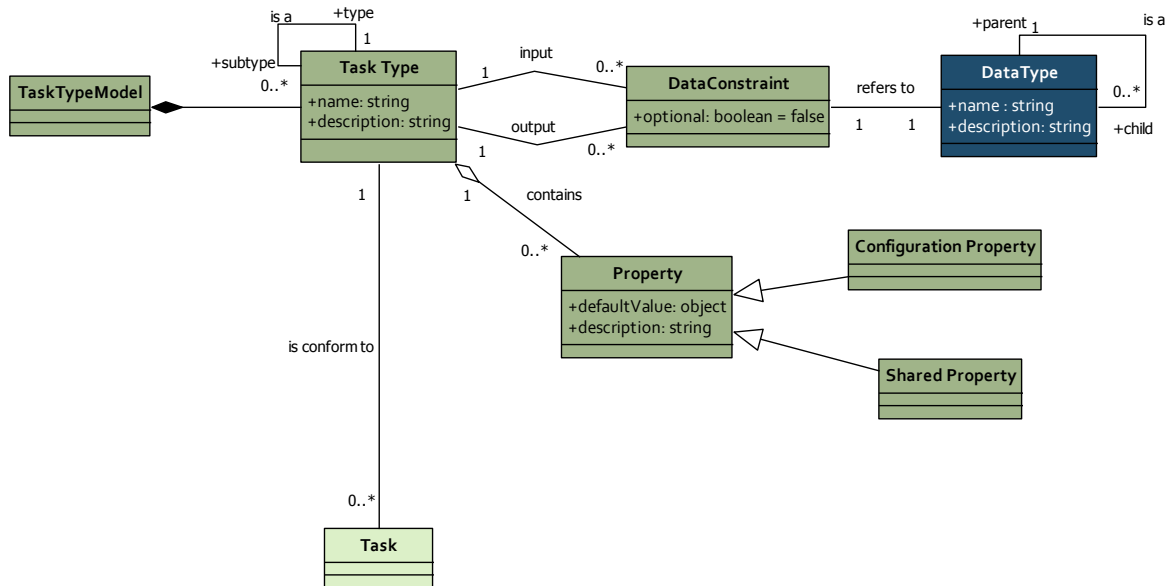 is a
+type
1
+subtype
0..*
TaskTypeModel
Task Type
+name: string
+description: string
input
1
0..*
output
1
0..*
DataConstraint
+optional: boolean = false
refers to
1
1
+parent
1
is a
DataType
+name : string
+description: string
0..*
+child
1
1
contains
0..*
Property
+defaultValue: object
+description: string
Configuration Property
Shared Property
is conform to
0..*
Task